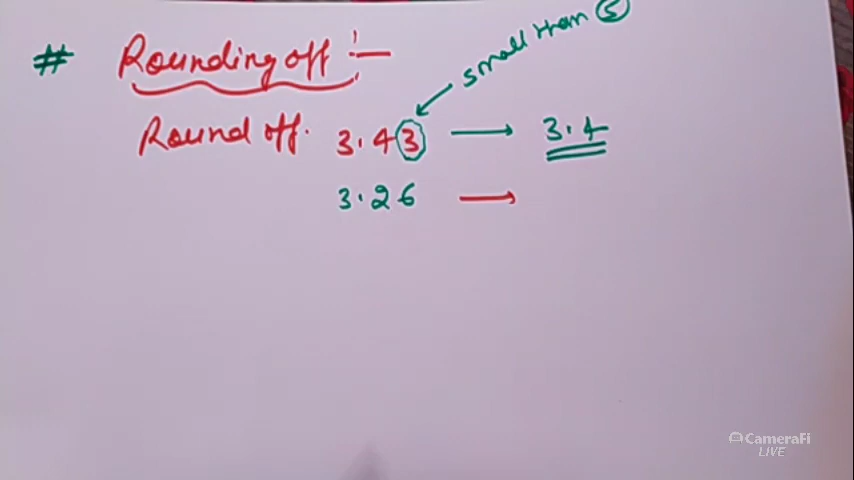 small than 5
# Rounding off :—
Round off. 3.43 → 3.4
3.26 →
CameraFi
LIVE